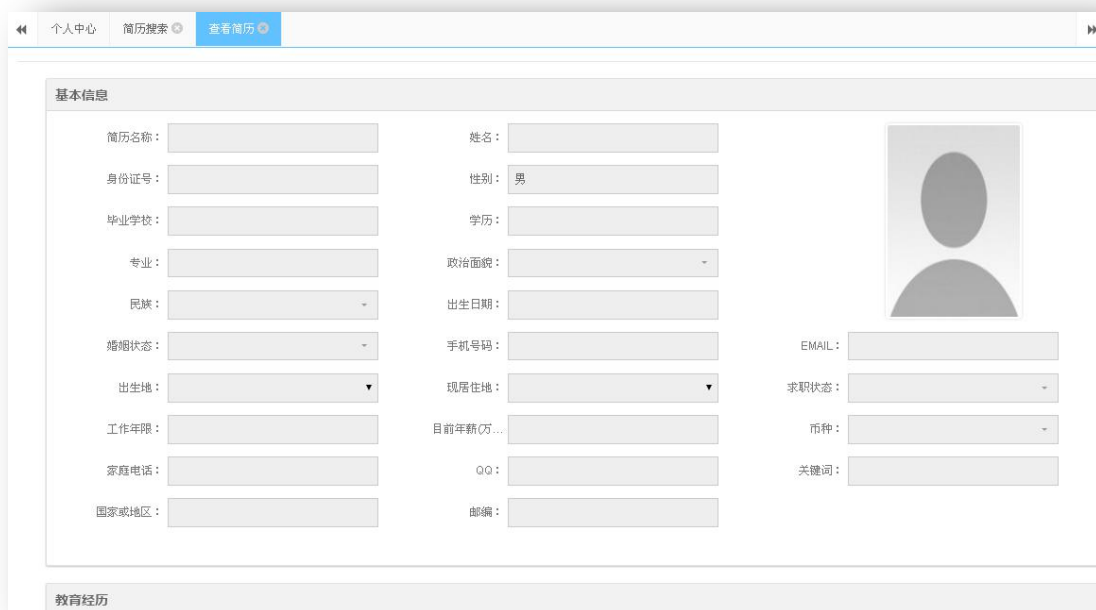 个人中心 简历搜索 查看简历
基本信息
简历名称： 姓名：
身份证号： 性别： 男
毕业学校： 学历：
专业： 政治面貌：
民族： 出生日期：
婚姻状态： 手机号码： EMAIL：
出生地： 现居住地： 求职状态：
工作年限： 目前年薪(万... 币种：
家庭电话： QQ： 关键词：
国家或地区： 邮编：
教育经历